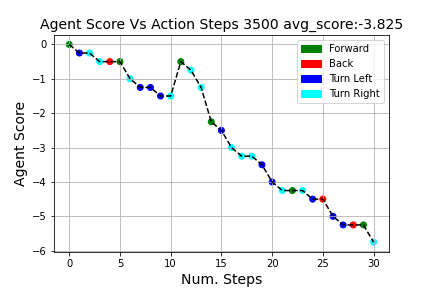 Agent Score Vs Action Steps 3500 avg_score:-3.825
Agent Score
0
−1
−2
−3
−4
−5
−6
Forward
Back
Turn Left
Turn Right
0 5 10 15 20 25 30
Num. Steps